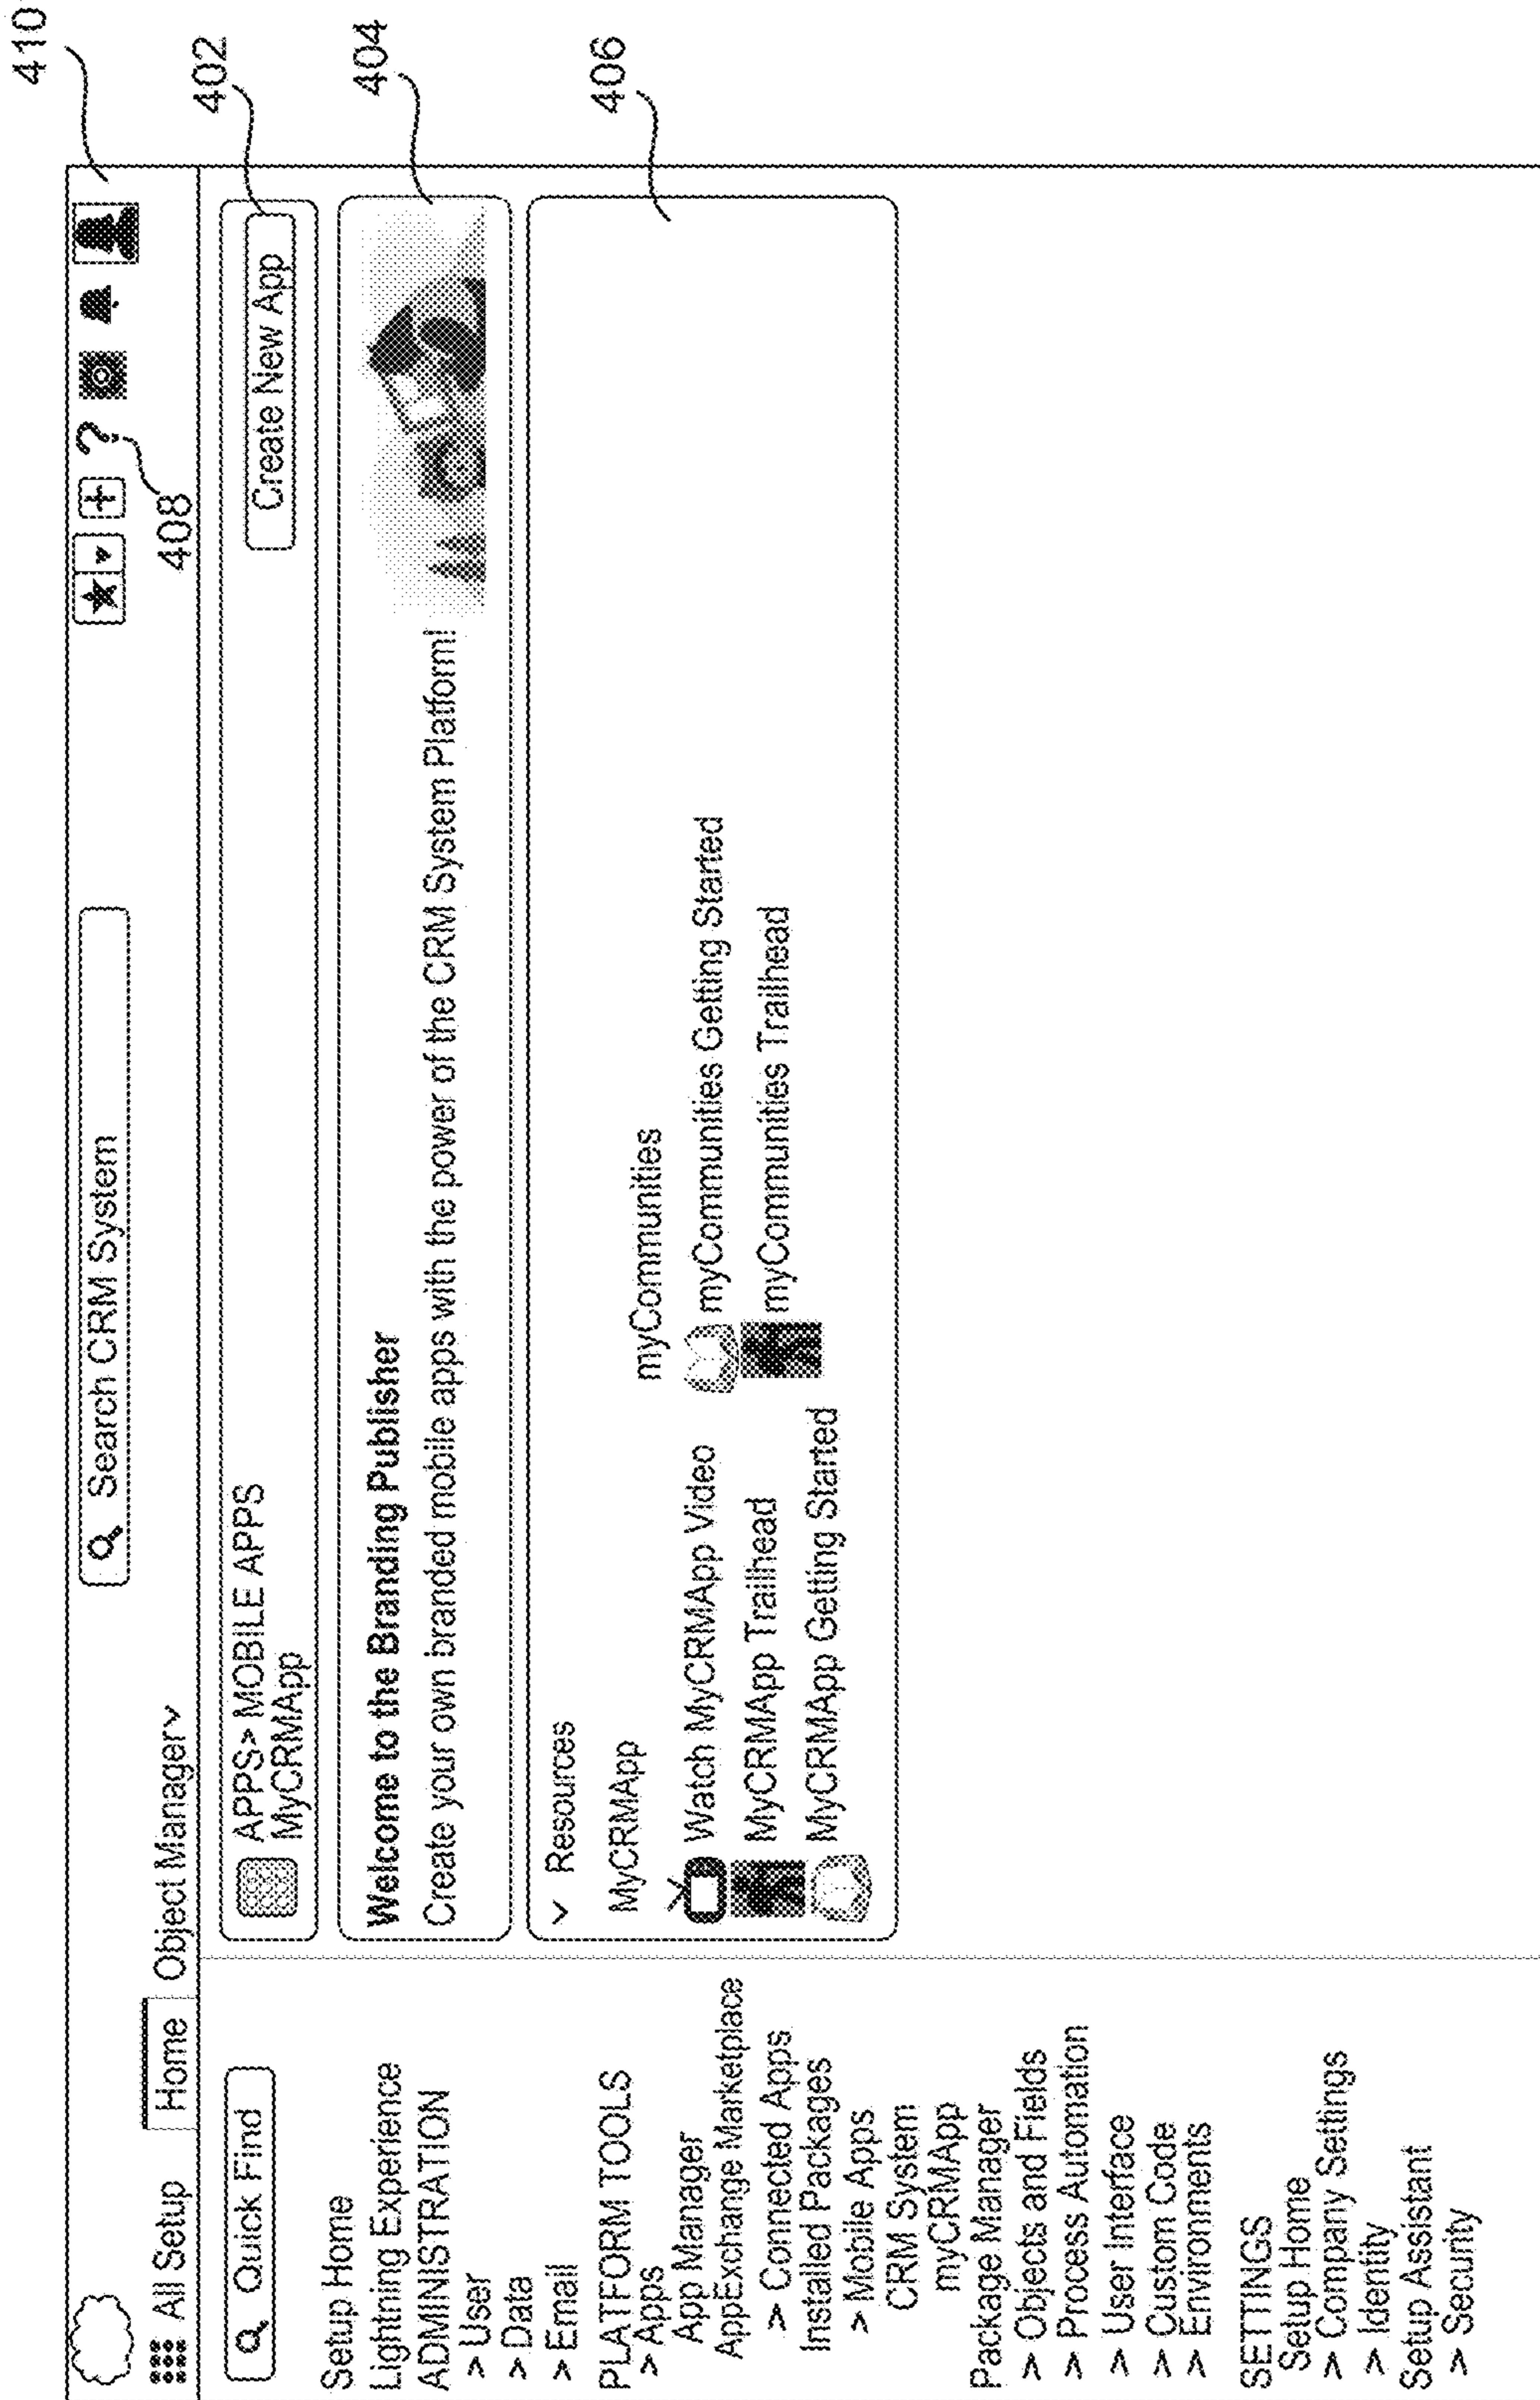 410
Search CRM System
408
All Setup
Home
Object Manager
402
Quick Find
APPS> MOBILE APPS
MyCRMApp
Create New App
404
Setup Home
Lightning Experience
ADMINISTRATION
> User
> Data
> Email
PLATFORM TOOLS
> Apps
App Manager
AppExchange Marketplace
> Connected Apps
Installed Packages
> Mobile Apps
CRM System
myCRMApp
Package Manager
> Objects and Fields
> Process Automation
> User Interface
> Custom Code
> Environments
SETTINGS
Setup Home
> Company Settings
> Identity
Setup Assistant
> Security
Welcome to the Branding Publisher
Create your own branded mobile apps with the power of the CRM System Platform!
406
Resources
MyCRMApp
Watch MyCRMApp Video
MyCRMApp Trailhead
MyCRMApp Getting Started
myCommunities
myCommunities Getting Started
myCommunities Trailhead